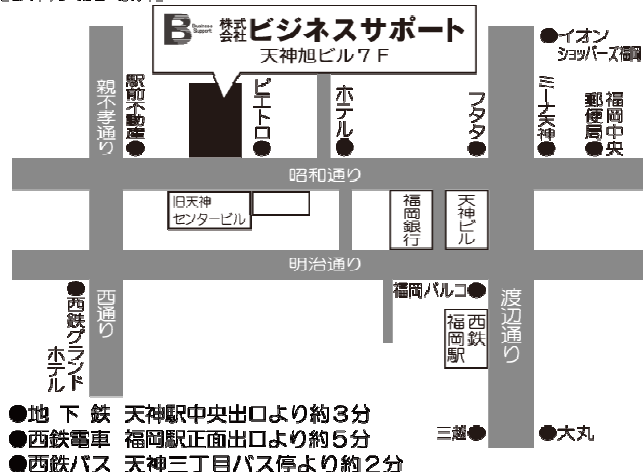 B Business Support 株式会社ビジネスサポート
天神旭ビル７Ｆ
●イオン
ショッパーズ福岡
親不孝通り
駅前不動産●
ピエトロ●
ホテル●
フタタ●
ミーナ天神●
福岡中央
郵便局●
昭和通り
旧天神
センタービル
福岡銀行
天神ビル
明治通り
●西鉄グランド
ホテル
西通り
福岡パルコ●
西鉄
福岡駅
渡辺通り
三越●
●大丸
●地下鉄 天神駅中央出口より約３分
●西鉄電車 福岡駅正面出口より約５分
●西鉄バス 天神三丁目バス停より約２分